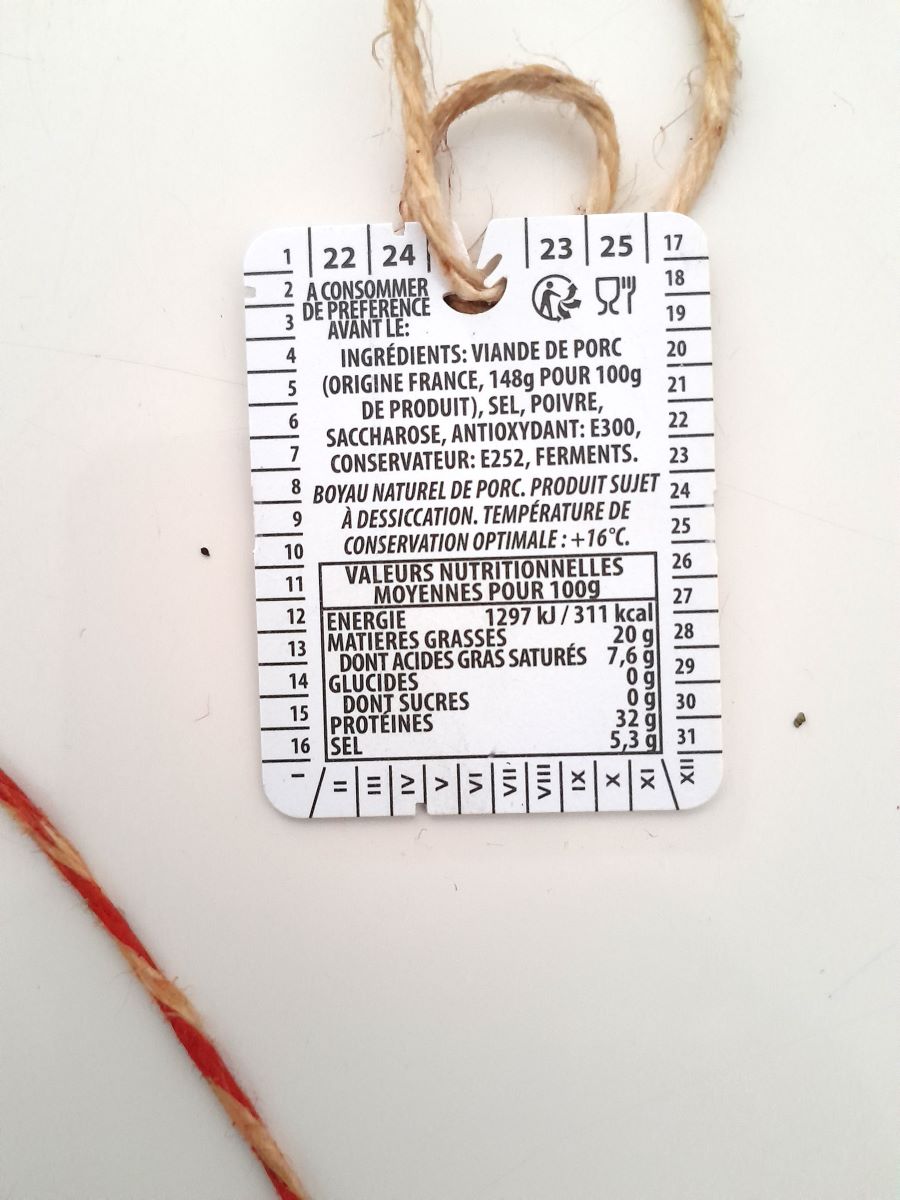 22 24 23 25
A CONSOMMER
DE PRÉFÉRENCE
AVANT LE:
INGRÉDIENTS: VIANDE DE PORC
(ORIGINE FRANCE, 148g POUR 100g
DE PRODUIT), SEL, POIVRE,
SACCHAROSE, ANTIOXYDANT: E300,
CONSERVATEUR: E252, FERMENTS.
BOYAU NATUREL DE PORC. PRODUIT SUJET
À DESSICCATION. TEMPÉRATURE DE
CONSERVATION OPTIMALE : +16°C.
VALEURS NUTRITIONNELLES
MOYENNES POUR 100g
ENERGIE 1297 kJ / 311 kcal
MATIERES GRASSES 20 g
DONT ACIDES GRAS SATURÉS 7,6 g
GLUCIDES 0 g
DONT SUCRES 0 g
PROTÉINES 32 g
SEL 5,3 g
1
2
3
4
5
6
7
8
9
10
11
12
13
14
15
16
17
18
19
20
21
22
23
24
25
26
27
28
29
30
31
I II III IV V VI VII VIII IX X XI XII